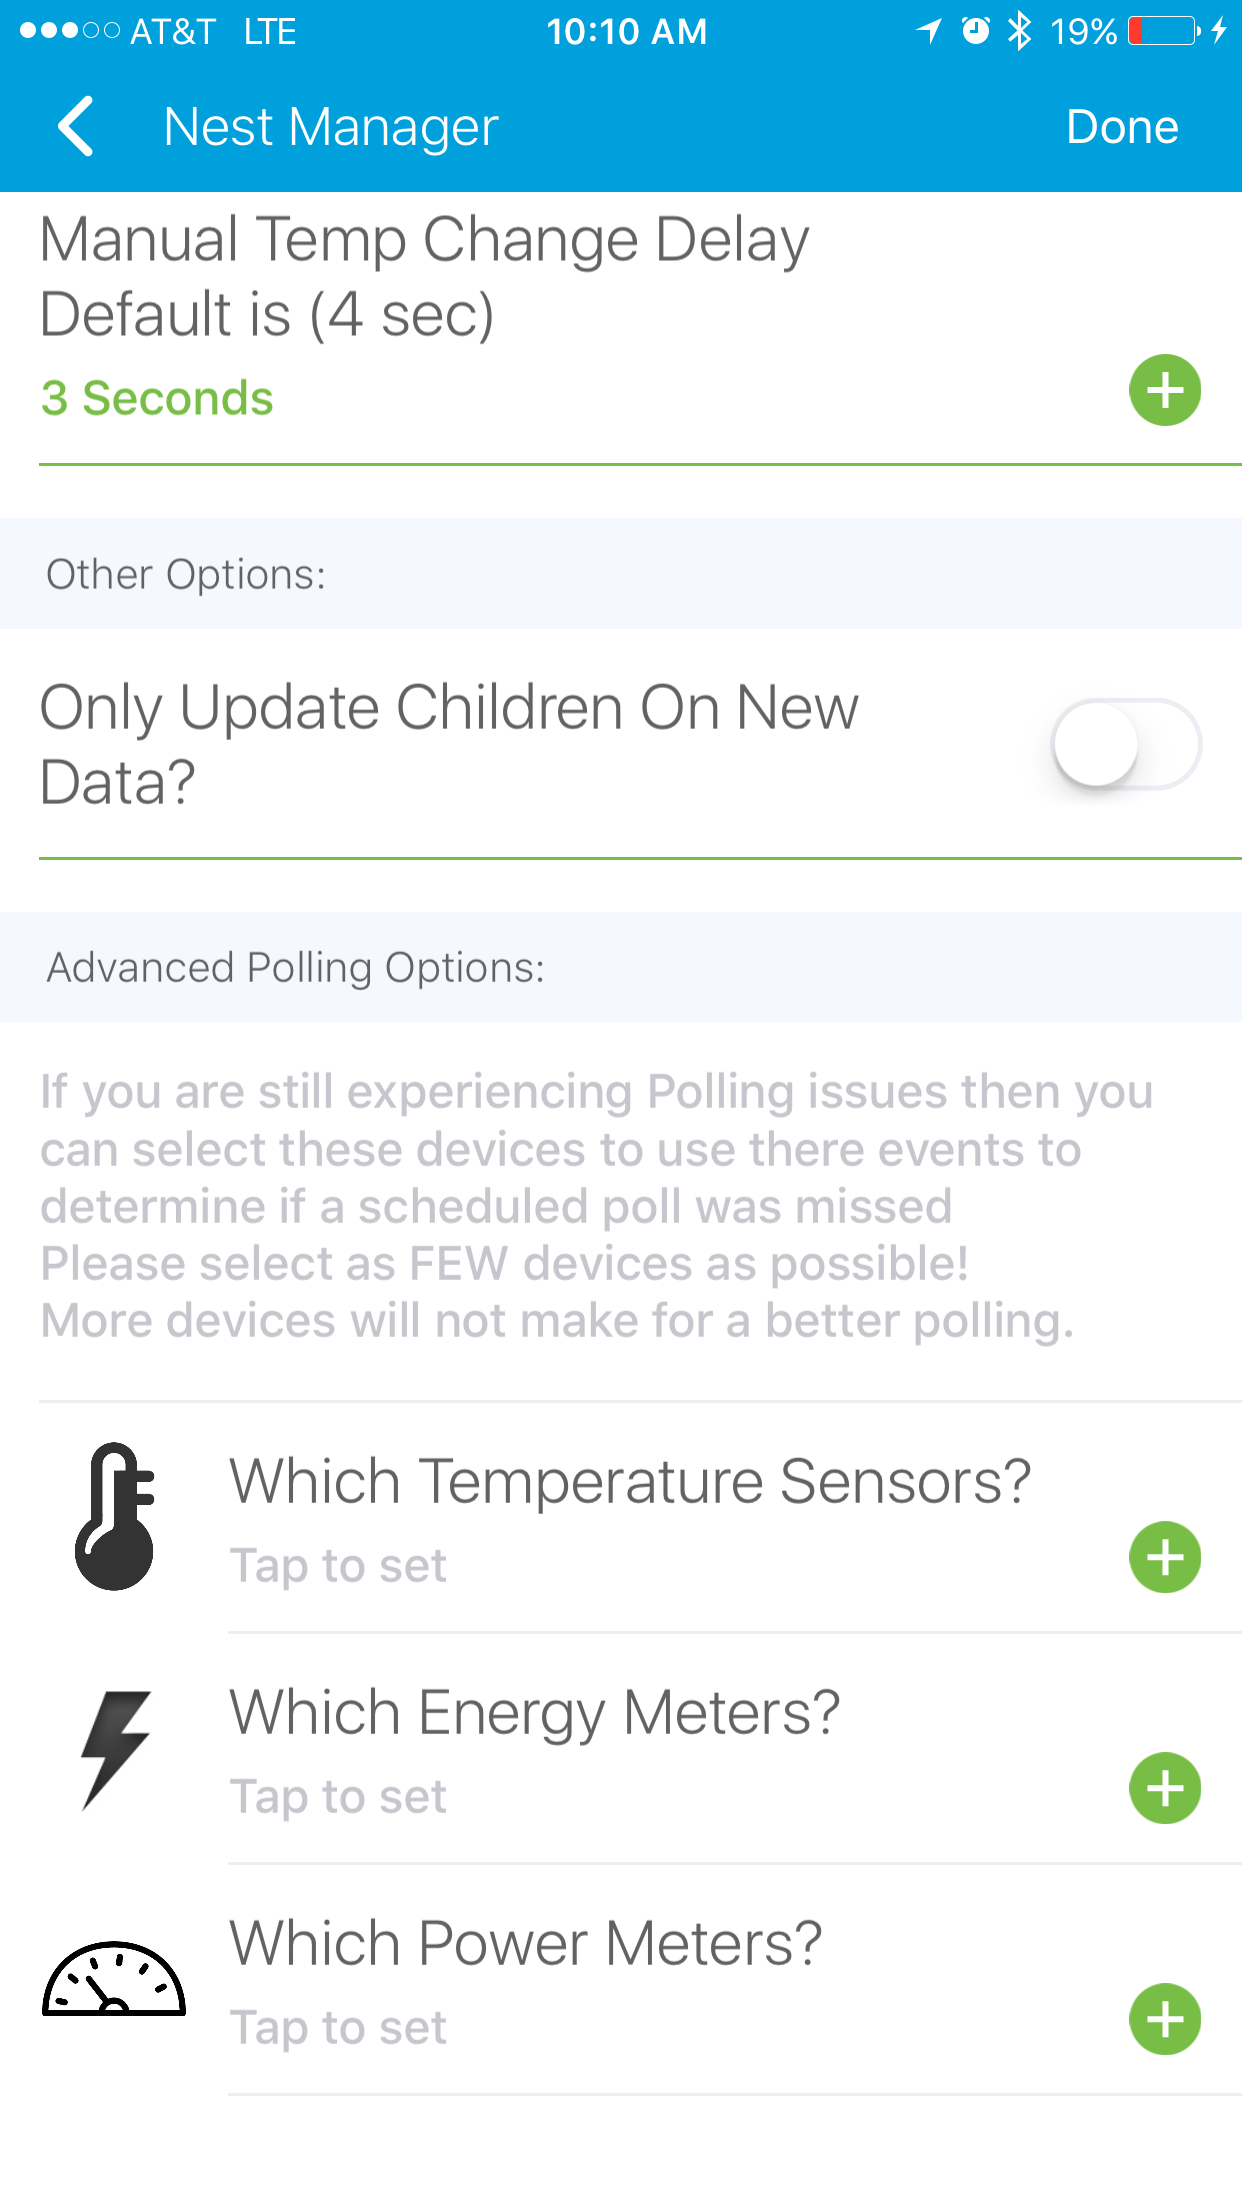 AT&T LTE 10:10 AM 19%
Nest Manager Done
Manual Temp Change Delay
Default is (4 sec)
3 Seconds
Other Options:
Only Update Children On New
Data?
Advanced Polling Options:
If you are still experiencing Polling issues then you
can select these devices to use there events to
determine if a scheduled poll was missed
Please select as FEW devices as possible!
More devices will not make for a better polling.
Which Temperature Sensors?
Tap to set
Which Energy Meters?
Tap to set
Which Power Meters?
Tap to set